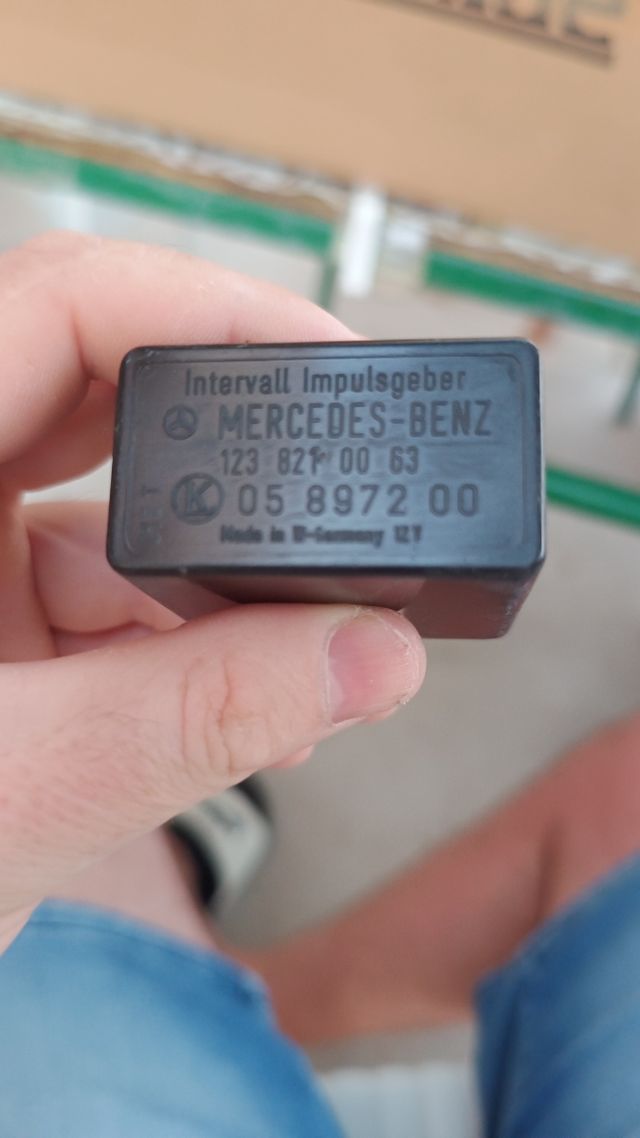 Intervall Impulsgeber
MERCEDES-BENZ
123 821 00 63
K 05 8972 00
Made in W-Germany 12V